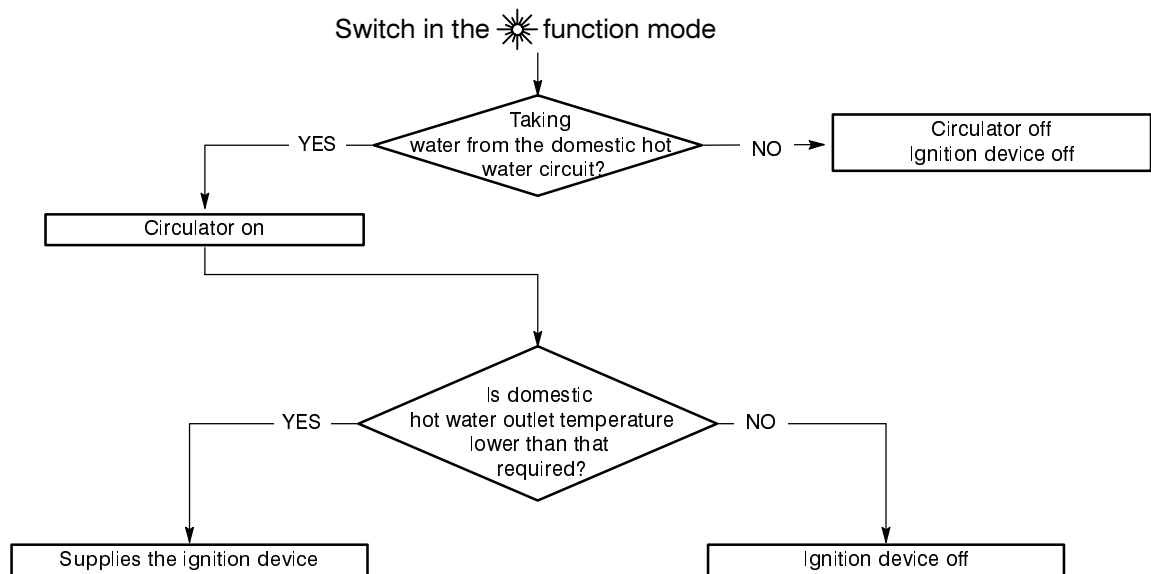 Switch in the function mode
Taking
water from the domestic hot
water circuit?
YES
NO
Circulator off
Ignition device off
Circulator on
Is domestic
hot water outlet temperature
lower than that
required?
YES
NO
Supplies the ignition device
Ignition device off